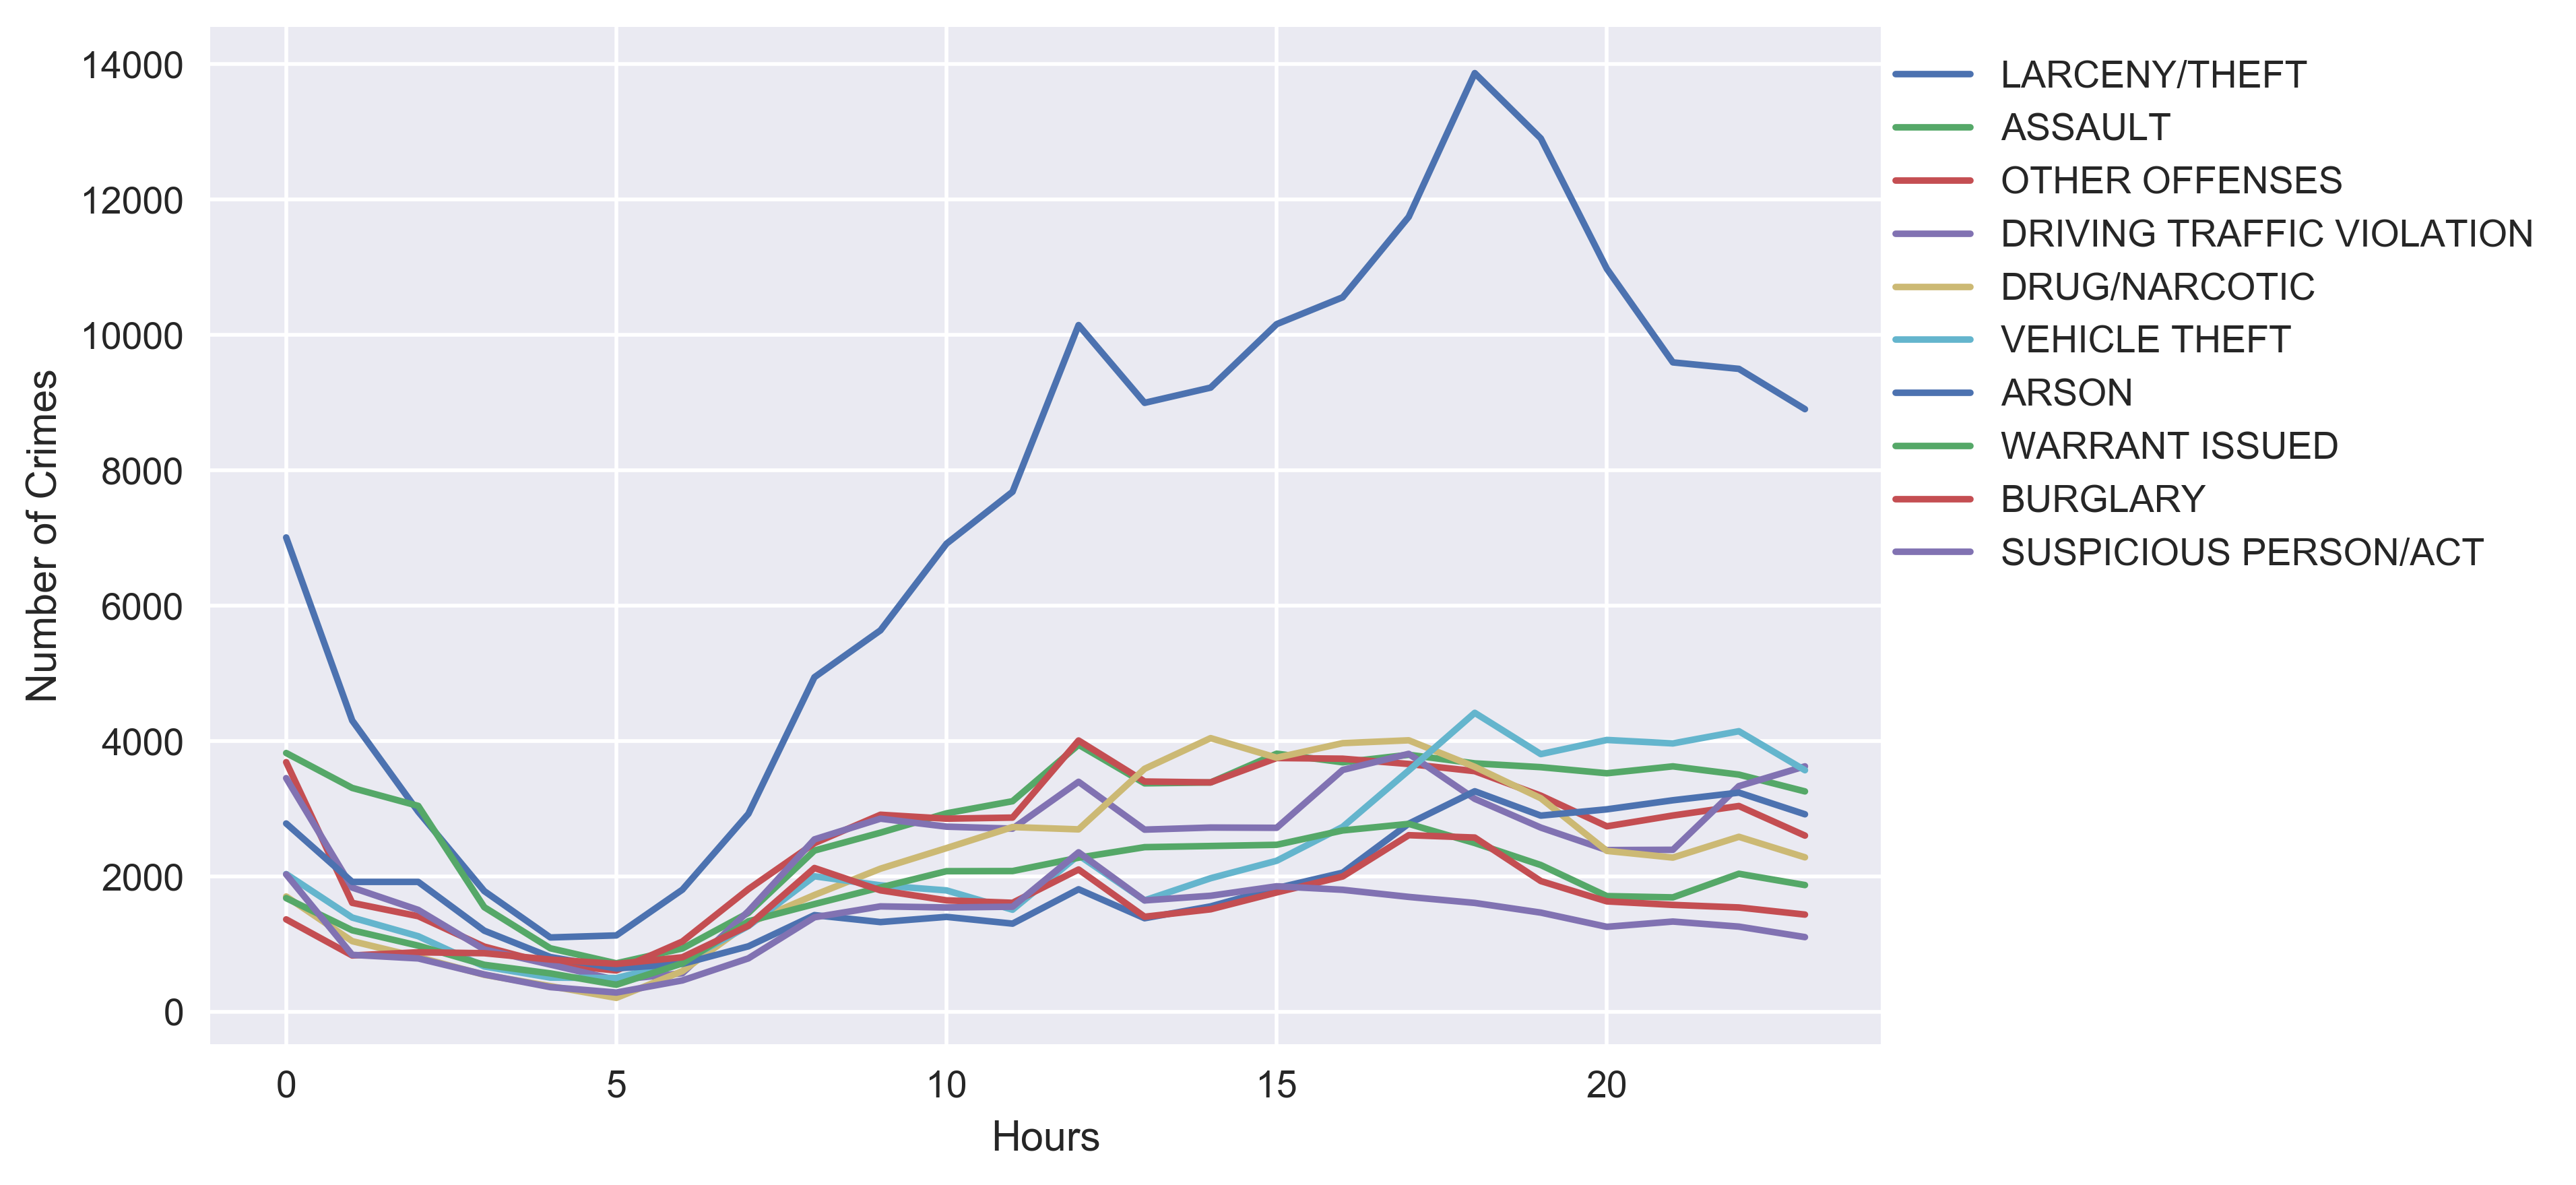 14000
12000
10000
8000
6000
4000
2000
0
Number of Crimes
0 5 10 15 20
Hours
LARCENY/THEFT
ASSAULT
OTHER OFFENSES
DRIVING TRAFFIC VIOLATION
DRUG/NARCOTIC
VEHICLE THEFT
ARSON
WARRANT ISSUED
BURGLARY
SUSPICIOUS PERSON/ACT